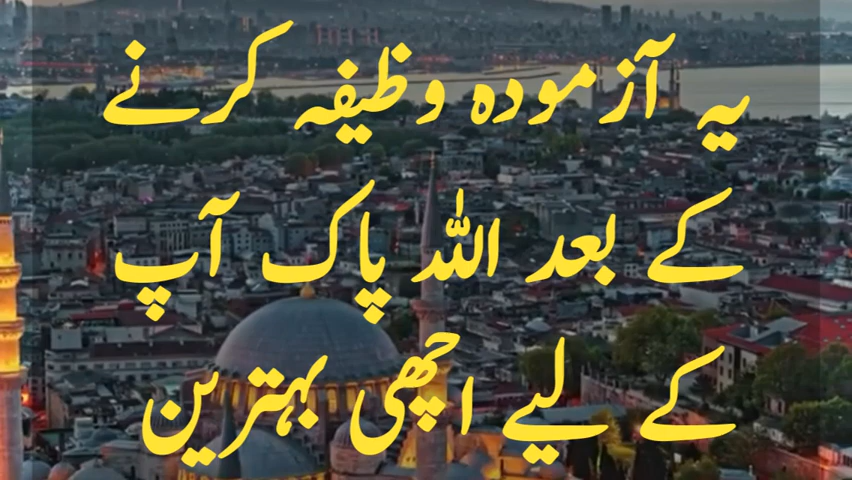 یہ آزمودہ وظیفہ کرنے
کے بعد اللہ پاک آپ
کے لیے اچھی بہترین